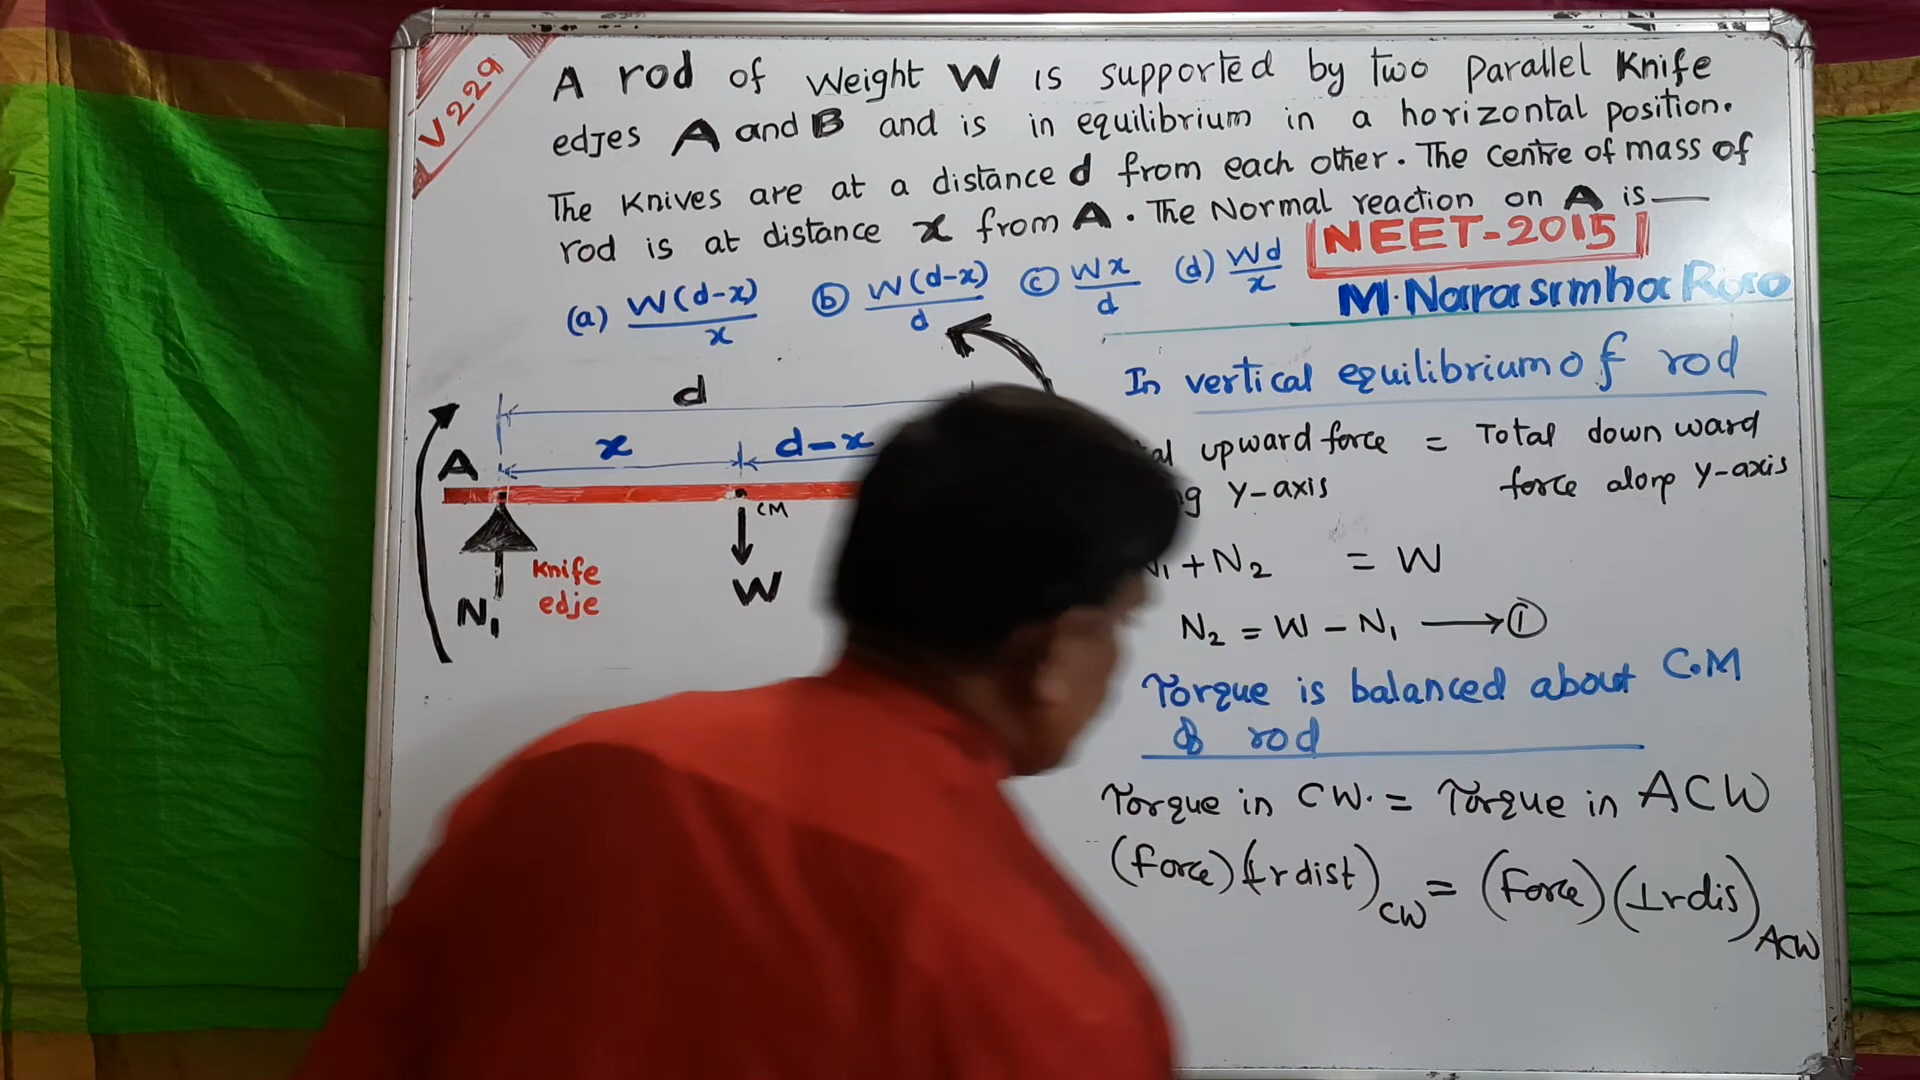 V229
A rod of Weight W is supported by two Parallel Knife
edjes A and B and is in equilibrium in a horizontal position.
The Knives are at a distance d from each other. The Centre of mass of
rod is at distance x from A. The Normal reaction on A is —
NEET-2015
(a) W(d-x)/x (b) W(d-x)/d (c) Wx/d (d) Wd/x
M. Narasimha Rao
d
x d-x
A
CM
Knife
edje
N₁
W
In vertical equilibrium of rod
upward force = Total downward
Y-axis force along Y-axis
+ N₂ = W
N₂ = W - N₁ → ①
Torque is balanced about C.M
of rod
Torque in CW. = Torque in ACW
(Force)(⊥r dist)CW = (Force)(⊥r dis)ACW